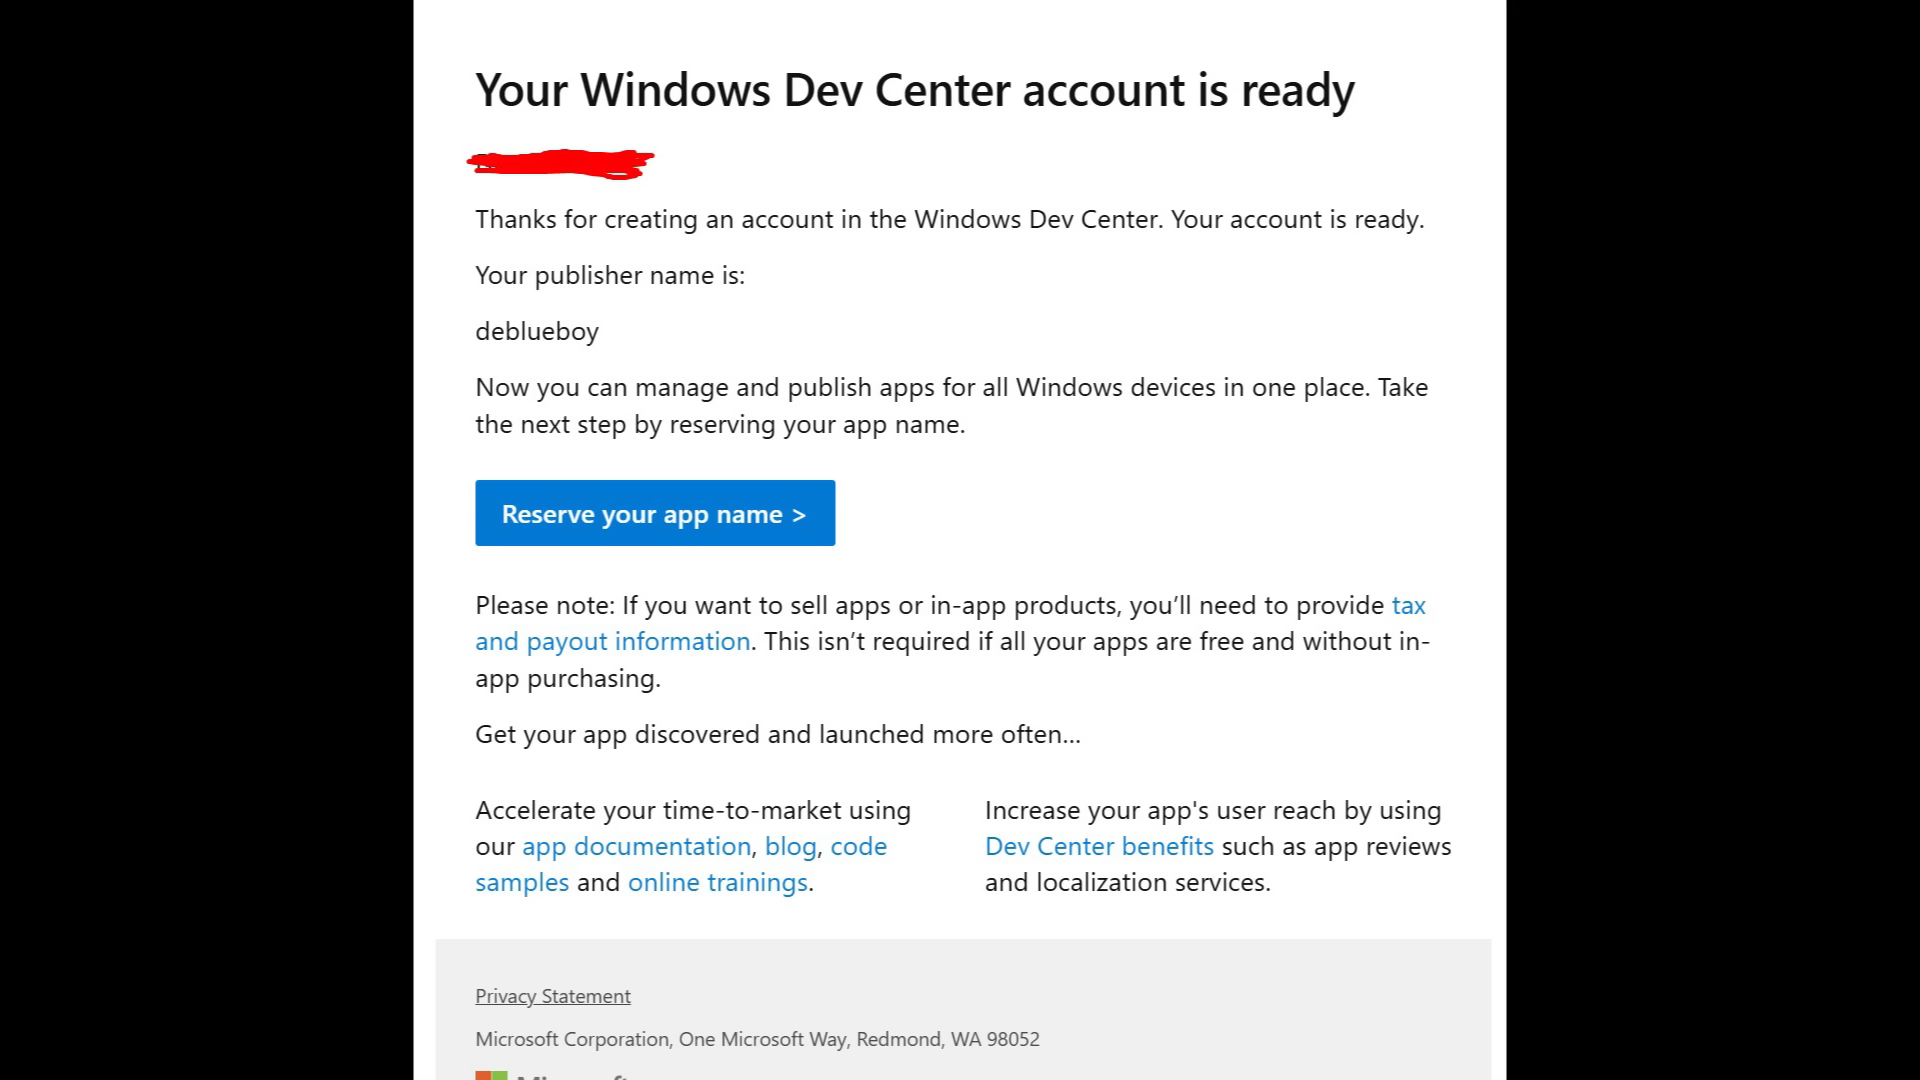 Your Windows Dev Center account is ready
Thanks for creating an account in the Windows Dev Center. Your account is ready.
Your publisher name is:
deblueboy
Now you can manage and publish apps for all Windows devices in one place. Take
the next step by reserving your app name.
Reserve your app name >
Please note: If you want to sell apps or in-app products, you’ll need to provide tax
and payout information. This isn’t required if all your apps are free and without in-
app purchasing.
Get your app discovered and launched more often...
Accelerate your time-to-market using
our app documentation, blog, code
samples and online trainings.
Increase your app's user reach by using
Dev Center benefits such as app reviews
and localization services.
Privacy Statement
Microsoft Corporation, One Microsoft Way, Redmond, WA 98052